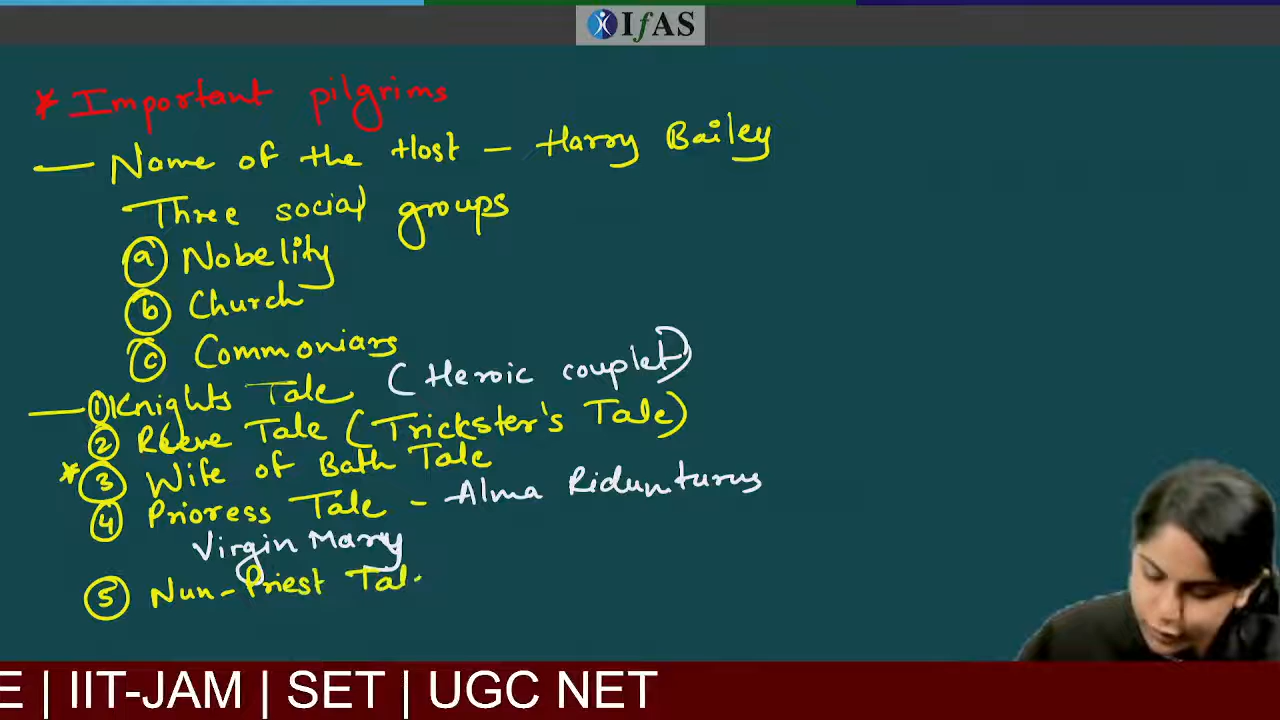 IfAS
* Important pilgrims
— Name of the Host – Harry Bailey
Three social groups
a Nobelity
b Church
c Commoniars
— 1 Knights Tale (Heroic couplet)
2 Reeve Tale (Trickster's Tale)
* 3 Wife of Bath Tale
4 Prioress Tale - Alma Ridumturus
Virgin Marry
5 Nun-Priest Tal
E | IIT-JAM | SET | UGC NET